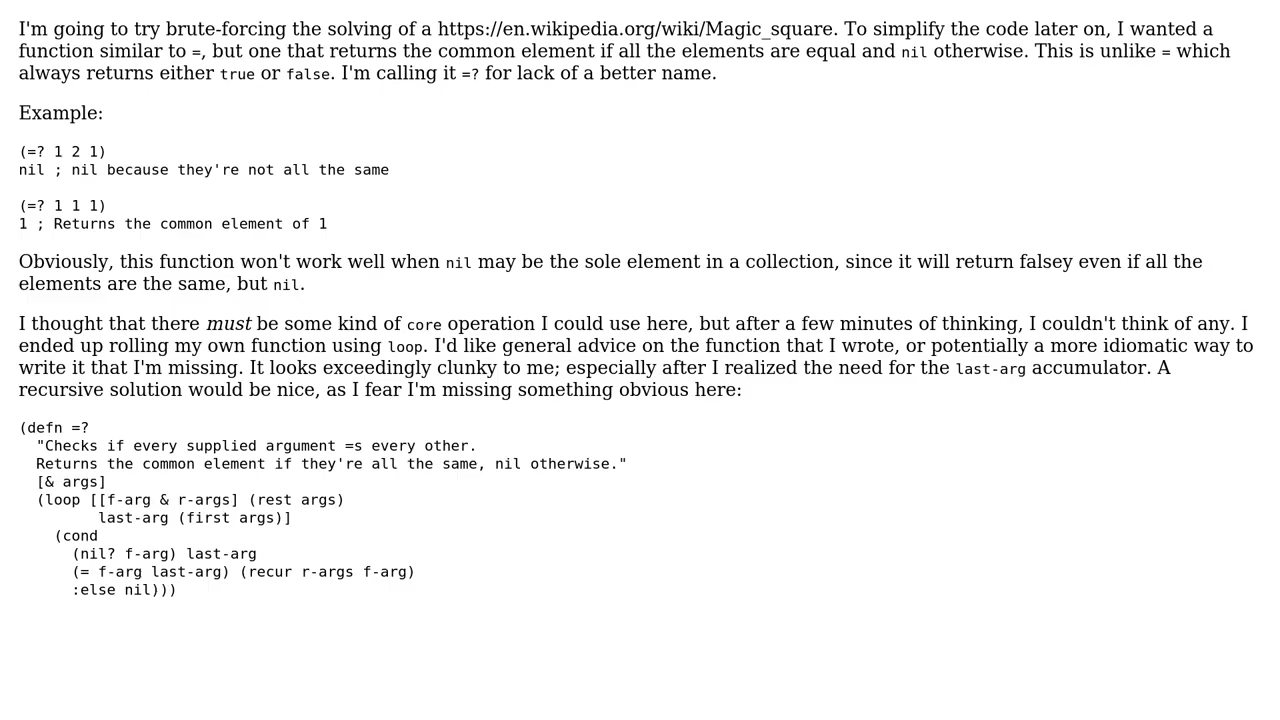 I'm going to try brute-forcing the solving of a https://en.wikipedia.org/wiki/Magic_square. To simplify the code later on, I wanted a
function similar to =, but one that returns the common element if all the elements are equal and nil otherwise. This is unlike = which
always returns either true or false. I'm calling it =? for lack of a better name.
Example:
(=? 1 2 1)
nil ; nil because they're not all the same
(=? 1 1 1)
1 ; Returns the common element of 1
Obviously, this function won't work well when nil may be the sole element in a collection, since it will return falsey even if all the
elements are the same, but nil.
I thought that there must be some kind of core operation I could use here, but after a few minutes of thinking, I couldn't think of any. I
ended up rolling my own function using loop. I'd like general advice on the function that I wrote, or potentially a more idiomatic way to
write it that I'm missing. It looks exceedingly clunky to me; especially after I realized the need for the last-arg accumulator. A
recursive solution would be nice, as I fear I'm missing something obvious here:
(defn =?
  "Checks if every supplied argument =s every other.
  Returns the common element if they're all the same, nil otherwise."
  [& args]
  (loop [[f-arg & r-args] (rest args)
         last-arg (first args)]
    (cond
      (nil? f-arg) last-arg
      (= f-arg last-arg) (recur r-args f-arg)
      :else nil)))